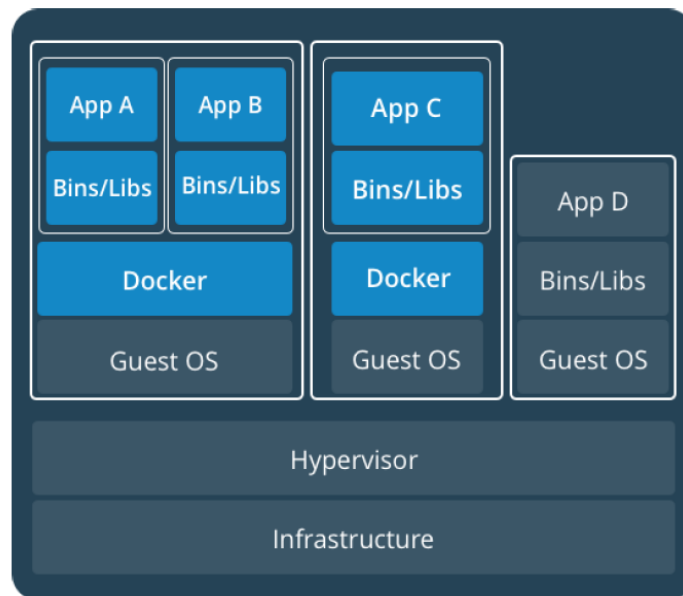 App A
App B
App C
Bins/Libs
Bins/Libs
Bins/Libs
App D
Docker
Docker
Bins/Libs
Guest OS
Guest OS
Guest OS
Hypervisor
Infrastructure